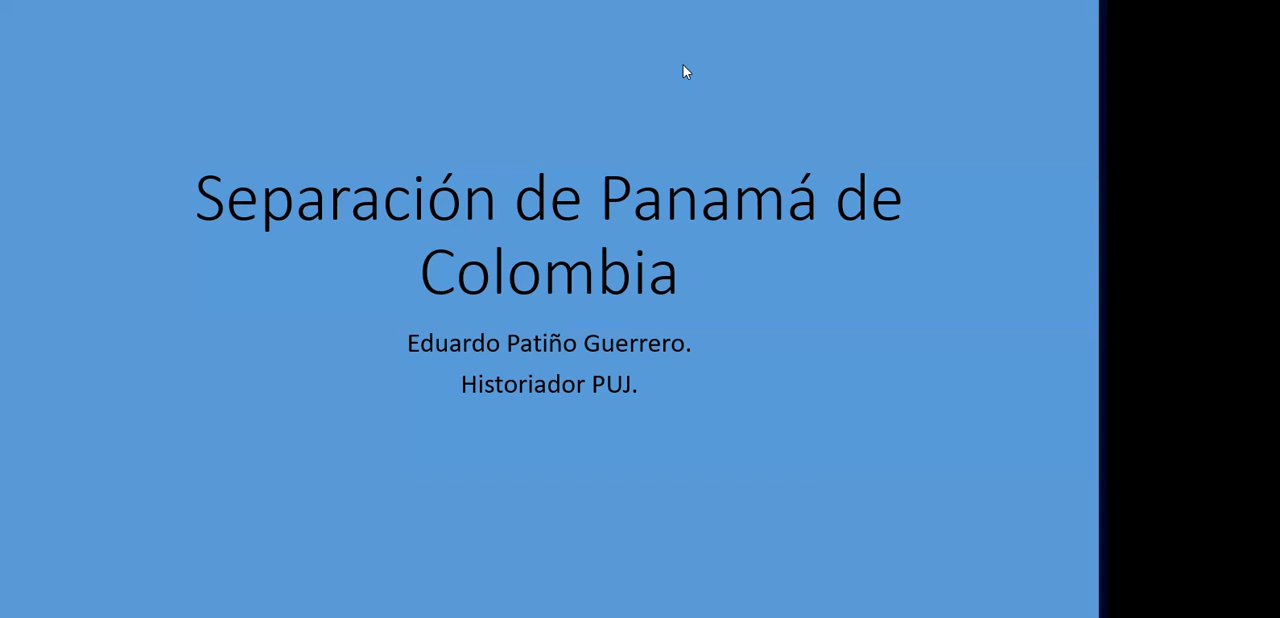 Separación de Panamá de
Colombia
Eduardo Patiño Guerrero.
Historiador PUJ.